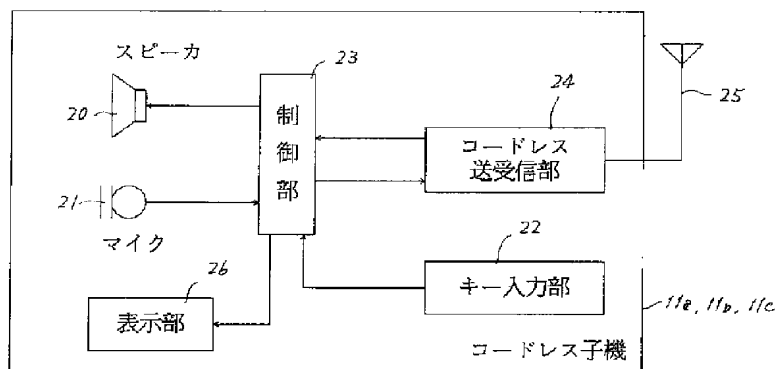 スピーカ
20
23
制御部
24
コードレス
送受信部
25
21
マイク
22
キー入力部
26
表示部
11a, 11b, 11c
コードレス子機